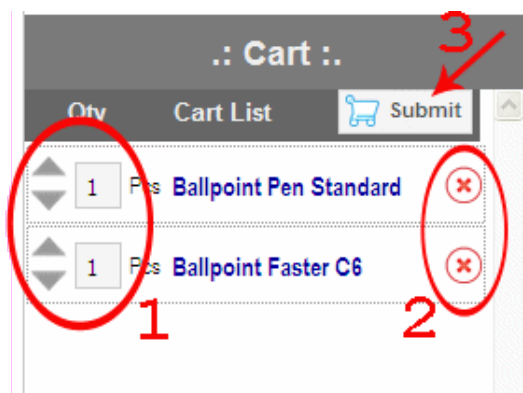 .: Cart :.
3
Qty Cart List Submit
1 Pcs Ballpoint Pen Standard
1 Pcs Ballpoint Faster C6
1 2